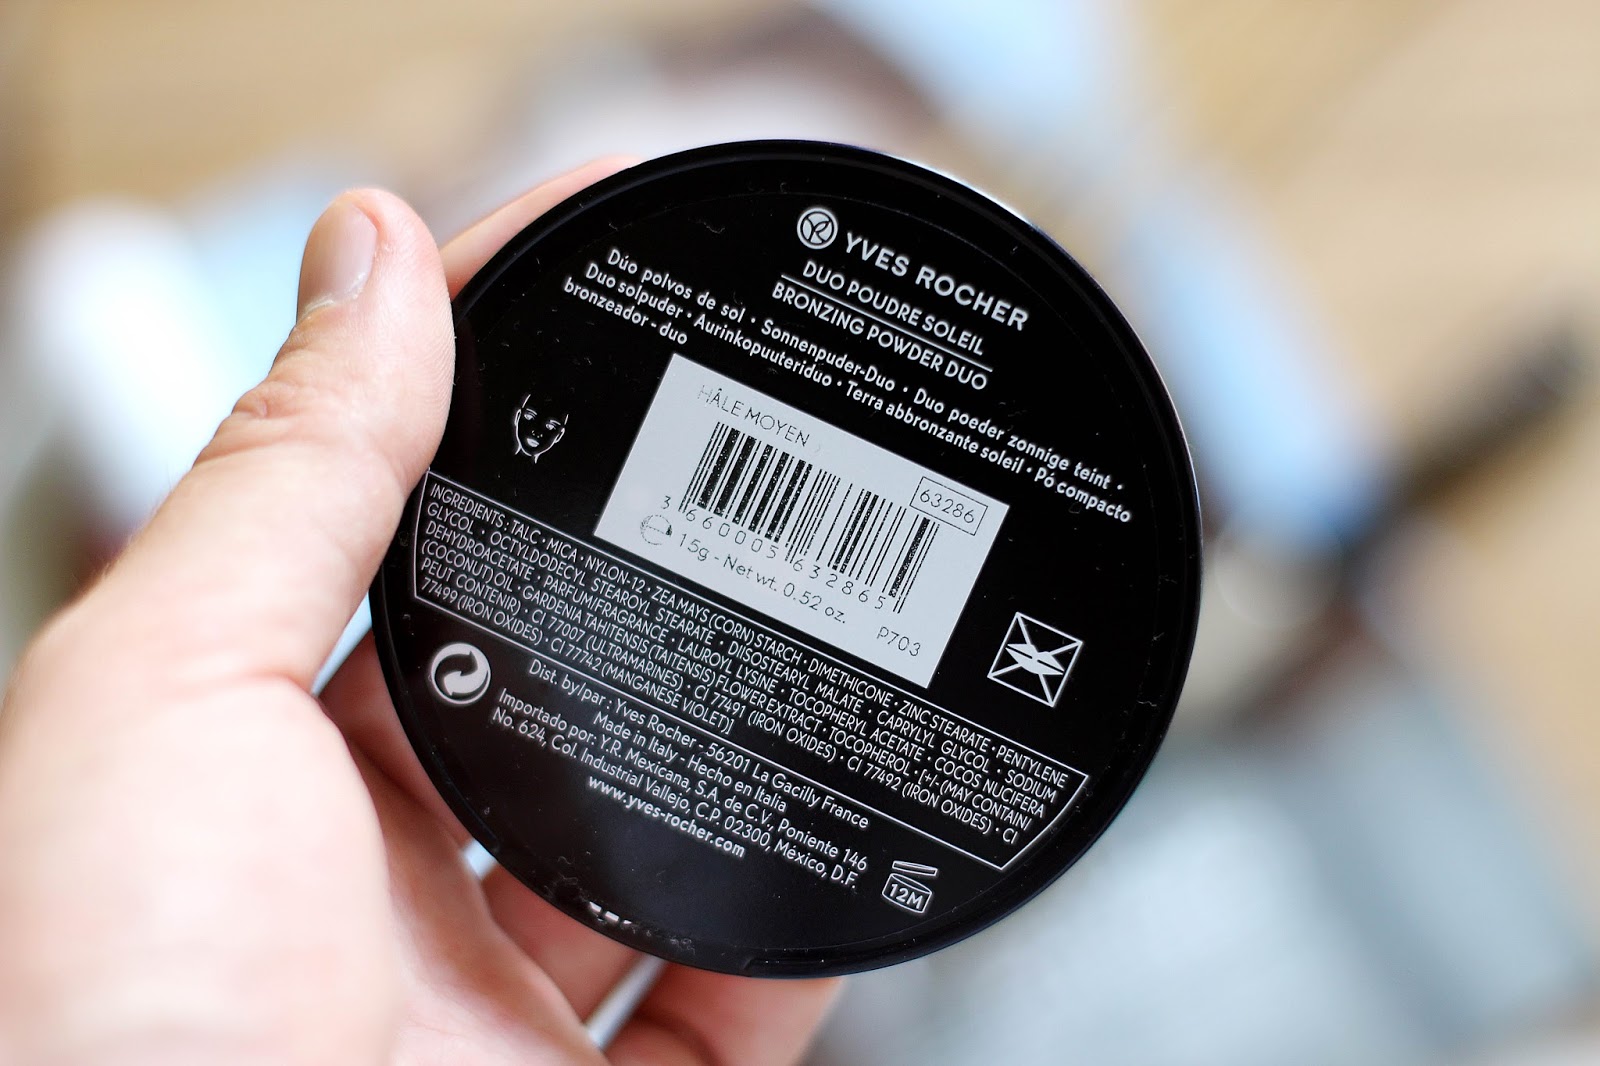 YVES ROCHER
DUO POUDRE SOLEIL
BRONZING POWDER DUO
Dúo polvos de sol · Sonnenpuder-Duo · Duo poeder zonnige teint ·
Duo solpuder · Aurinkopuuteriduo · Terra abbronzante soleil · Pó compacto
bronzeador - duo
HÂLE MOYEN
63286
3 660005 632865
15g - Net wt. 0.52 oz.
P703
INGREDIENTS : TALC · MICA · NYLON-12 · ZEA MAYS (CORN) STARCH · DIMETHICONE · ZINC STEARATE · PENTYLENE
GLYCOL · OCTYLDODECYL STEAROYL STEARATE · DIISOSTEARYL MALATE · CAPRYLYL GLYCOL · SODIUM
DEHYDROACETATE · PARFUM/FRAGRANCE · LAUROYL LYSINE · TOCOPHERYL ACETATE · COCOS NUCIFERA
(COCONUT) OIL · GARDENIA TAHITENSIS (TAITENSIS) FLOWER EXTRACT · TOCOPHEROL · [+/-(MAY CONTAIN/
PEUT CONTENIR) · CI 77007 (ULTRAMARINES) · CI 77491 (IRON OXIDES) · CI 77492 (IRON OXIDES) · CI
77499 (IRON OXIDES) · CI 77742 (MANGANESE VIOLET)]
Dist. by/par : Yves Rocher - 56201 La Gacilly France
Made in Italy - Hecho en Italia
Importado por: Y.R. Mexicana, S.A. de C.V., Poniente 146
No. 624, Col. Industrial Vallejo, C.P. 02300, México, D.F.
www.yves-rocher.com
12M